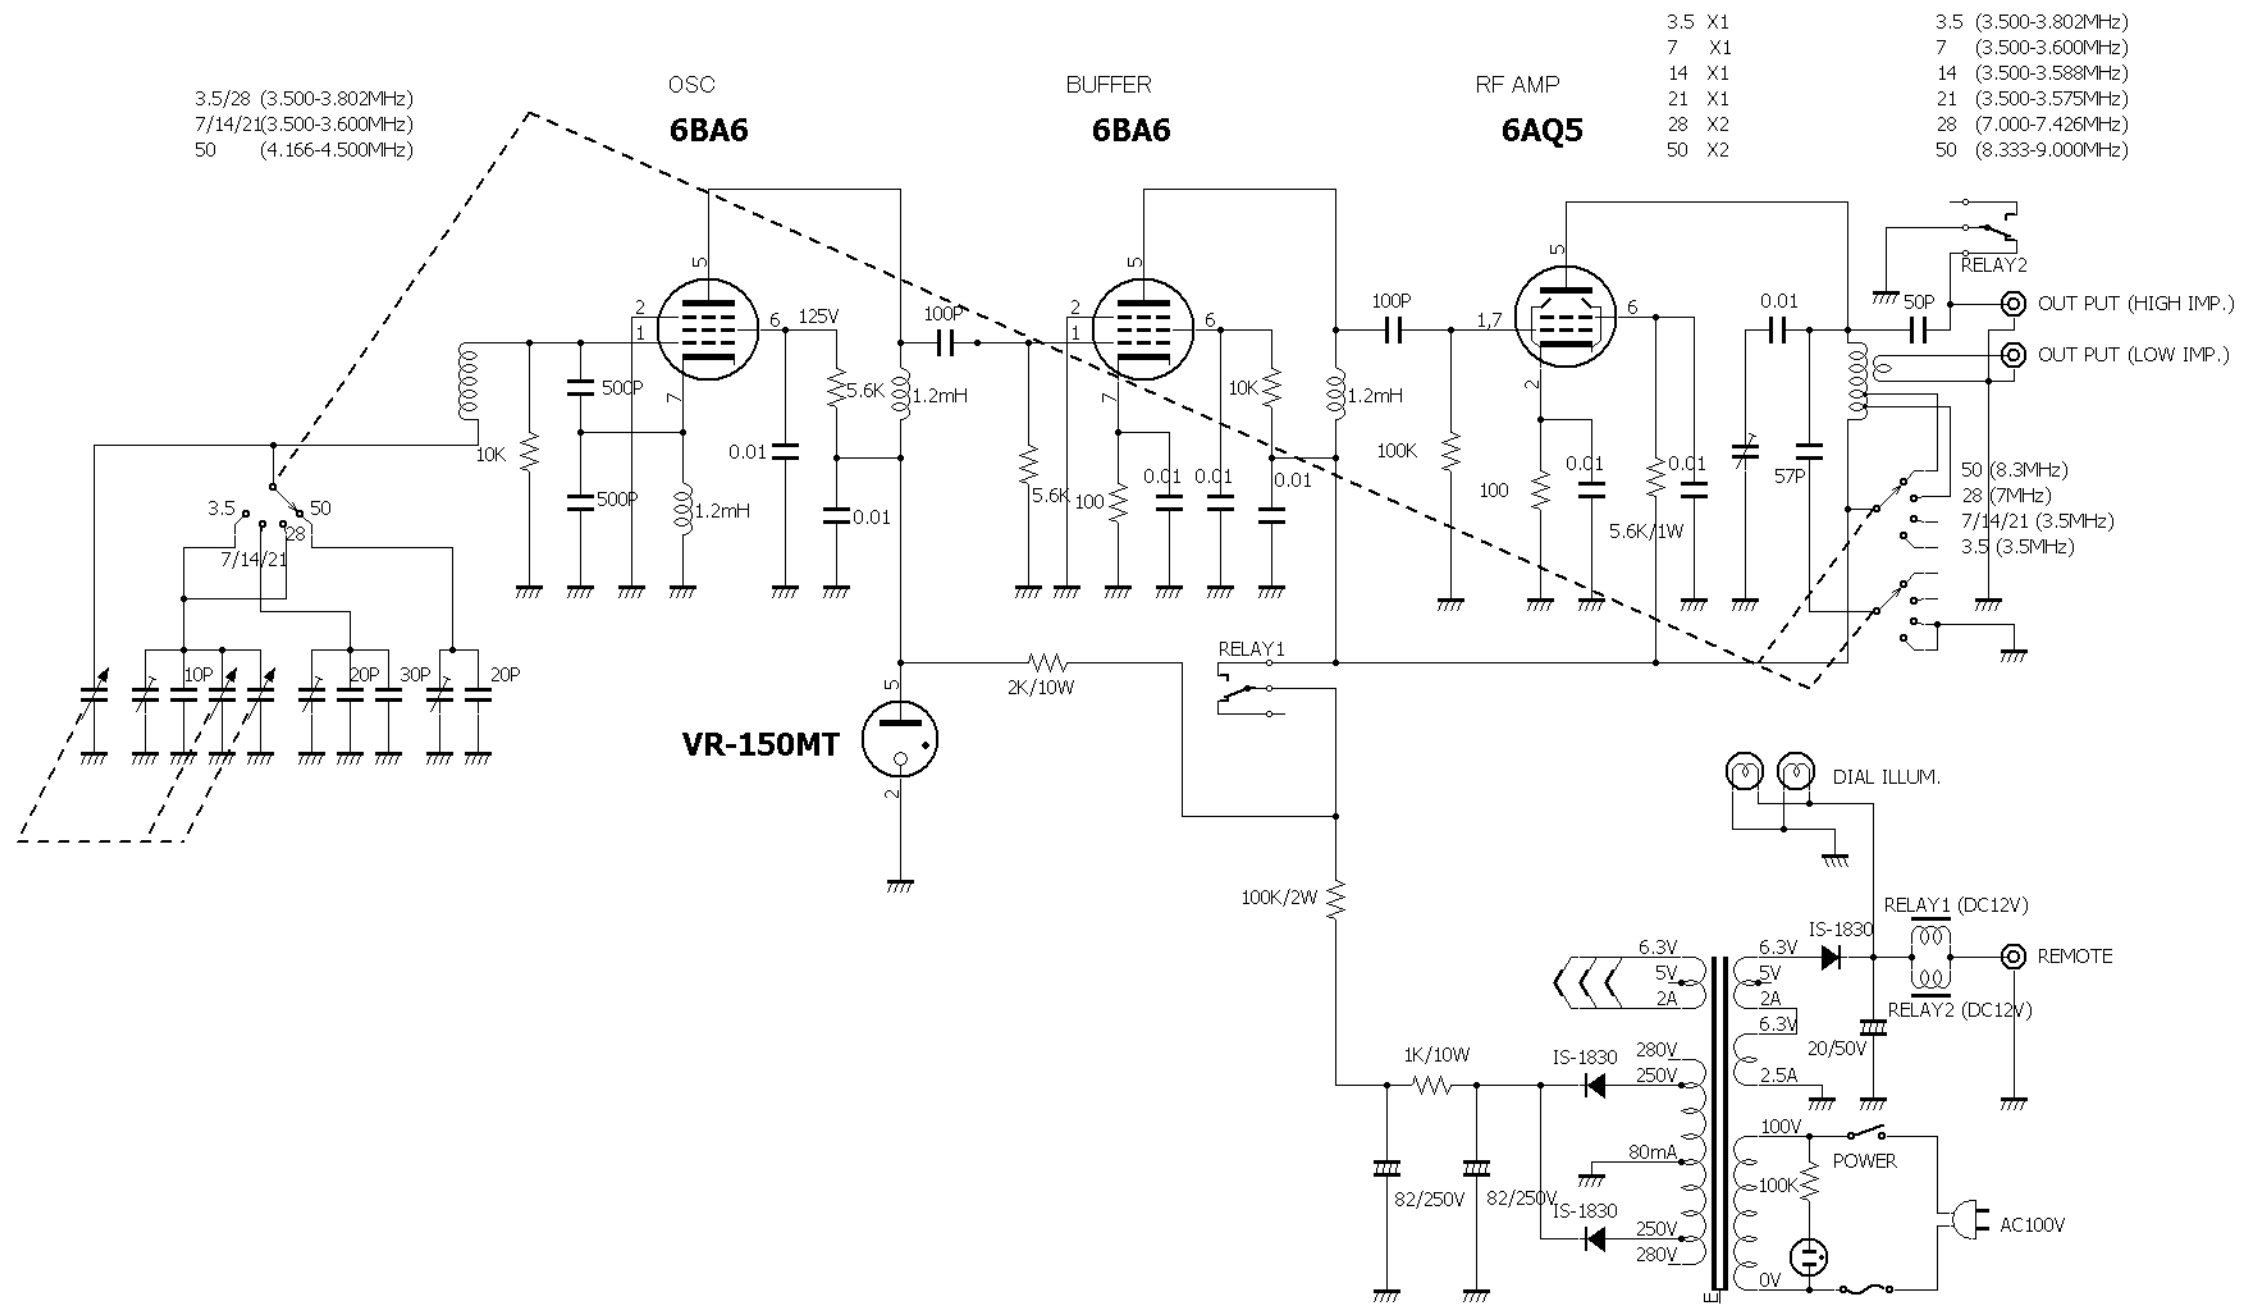 3.5 X1
3.5 (3.500-3.802MHz)
7 X1
7 (3.500-3.600MHz)
14 X1
14 (3.500-3.588MHz)
21 X1
21 (3.500-3.575MHz)
28 X2
28 (7.000-7.426MHz)
50 X2
50 (8.333-9.000MHz)
OSC
BUFFER
RF AMP
6BA6
6BA6
6AQ5
3.5/28 (3.500-3.802MHz)
7/14/21(3.500-3.600MHz)
50 (4.166-4.500MHz)
5
5
5
RELAY2
2
1
6
125V
100P
2
1
6
100P
1,7
6
0.01
50P
OUT PUT (HIGH IMP.)
OUT PUT (LOW IMP.)
500P
7
5.6K
1.2mH
7
10K
1.2mH
2
10K
0.01
100K
500P
1.2mH
0.01
5.6K
100
0.01
0.01
0.01
100
0.01
5.6K/1W
0.01
57P
50 (8.3MHz)
28 (7MHz)
7/14/21 (3.5MHz)
3.5 (3.5MHz)
3.5
50
28
7/14/21
10P
20P
30P
20P
5
2K/10W
RELAY1
VR-150MT
2
DIAL ILLUM.
100K/2W
RELAY1 (DC12V)
IS-1830
6.3V
5V
2A
6.3V
5V
2A
REMOTE
RELAY2 (DC12V)
6.3V
20/50V
2.5A
1K/10W
IS-1830
280V
250V
80mA
82/250V
82/250V
IS-1830
250V
280V
100V
POWER
100K
AC100V
0V
E